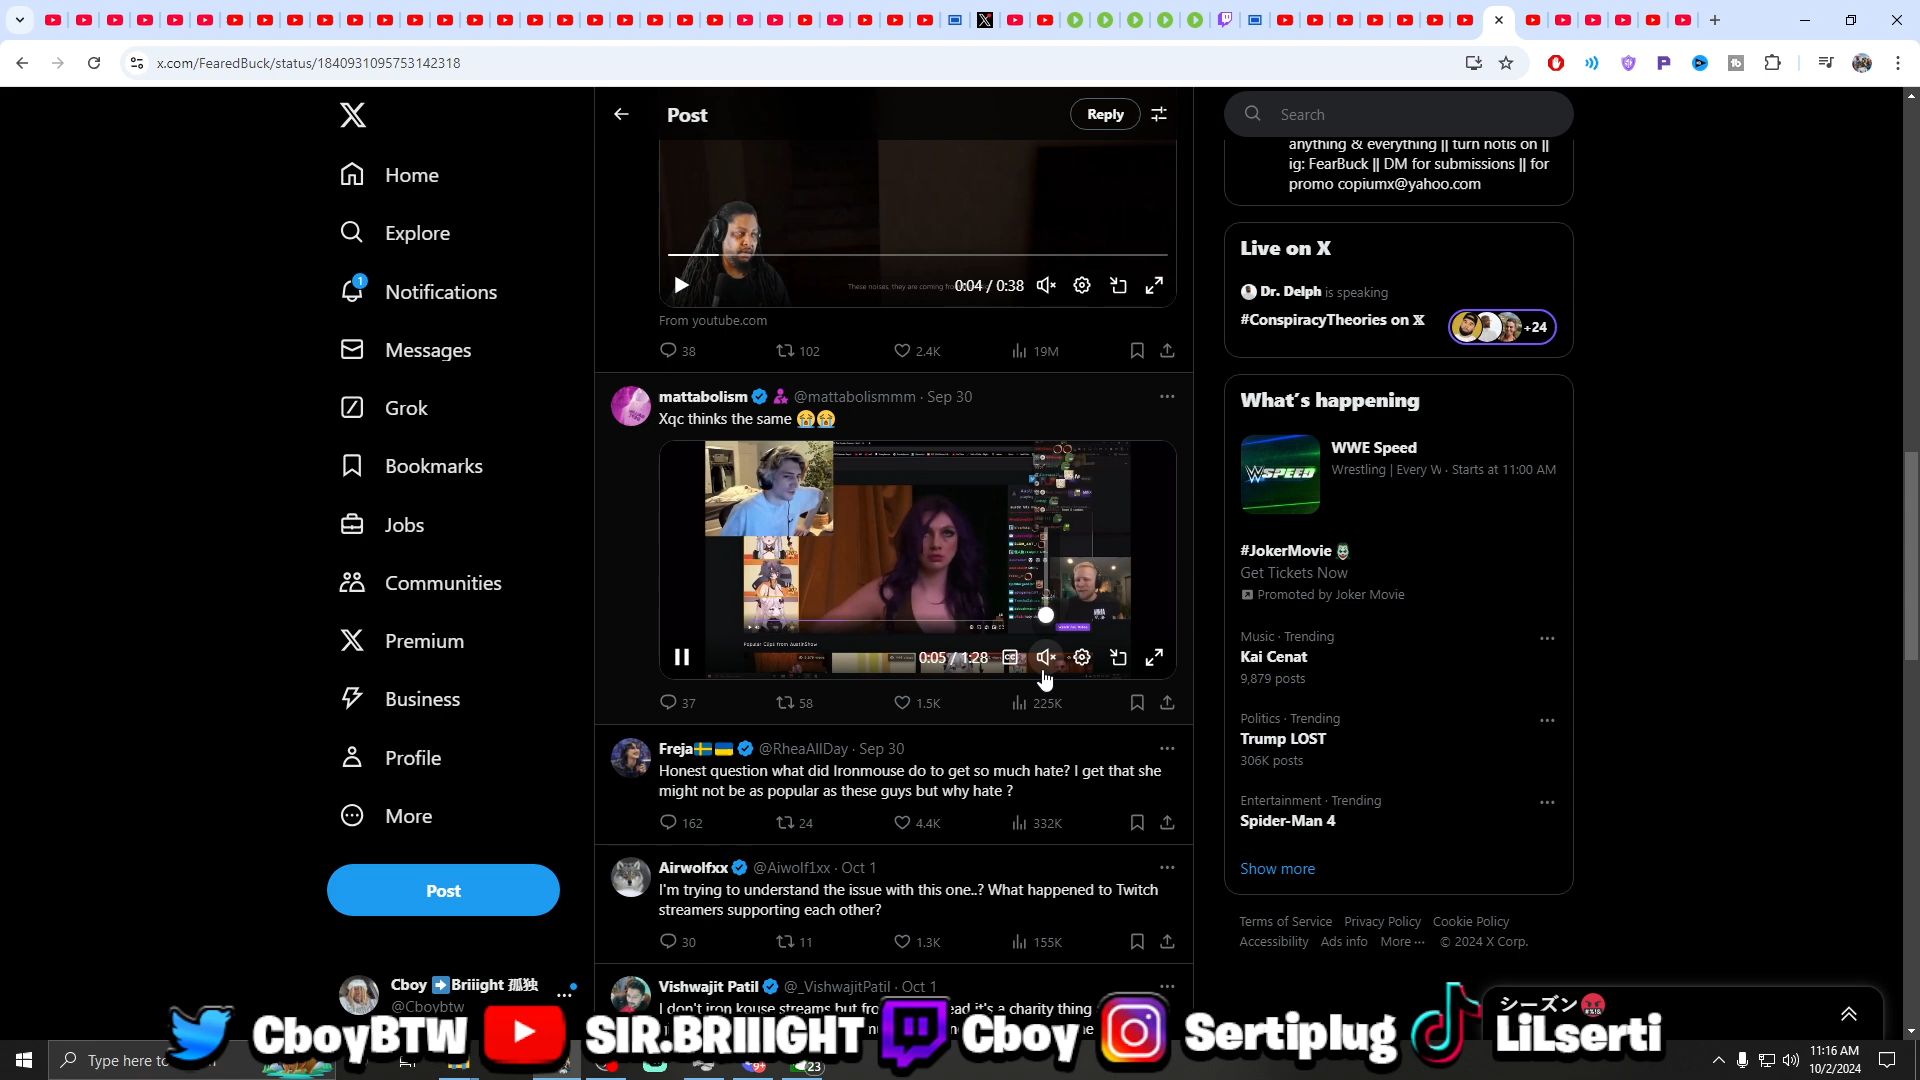 x.com/FearedBuck/status/1840931095753142318
Home
Explore
1
Notifications
Messages
Grok
Bookmarks
Jobs
Communities
Premium
Business
Profile
More
Post
Cboy ➡️Briiight 孤独
@Cboybtw
Post
Reply
0:04 / 0:38
From youtube.com
38
102
2.4K
19M
mattabolism @mattabolismmm · Sep 30
Xqc thinks the same 😭😭
Popular Clips from AustinShow
0:05 / 1:28
37
58
1.5K
225K
Freja🇸🇪🇺🇦 @RheaAllDay · Sep 30
Honest question what did Ironmouse do to get so much hate? I get that she
might not be as popular as these guys but why hate ?
162
24
4.4K
332K
Airwolfxx @Aiwolf1xx · Oct 1
I'm trying to understand the issue with this one..? What happened to Twitch
streamers supporting each other?
30
11
1.3K
155K
Vishwajit Patil @_VishwajitPatil · Oct 1
I don't iron kouse streams but fro ead it's a charity thing
Search
anything & everything || turn notis on ||
ig: FearBuck || DM for submissions || for
promo copiumx@yahoo.com
Live on X
Dr. Delph is speaking
#ConspiracyTheories on X
+24
What's happening
WWE Speed
Wrestling | Every W · Starts at 11:00 AM
SPEED
#JokerMovie
Get Tickets Now
Promoted by Joker Movie
Music · Trending
Kai Cenat
9,879 posts
Politics · Trending
Trump LOST
306K posts
Entertainment · Trending
Spider-Man 4
Show more
Terms of Service Privacy Policy Cookie Policy
Accessibility Ads info More ··· © 2024 X Corp.
シーズン🤬
CboyBTW SIR.BRIIIGHT Cboy Sertiplug LiLserti
Type here to
9+
23
11:16 AM
10/2/2024